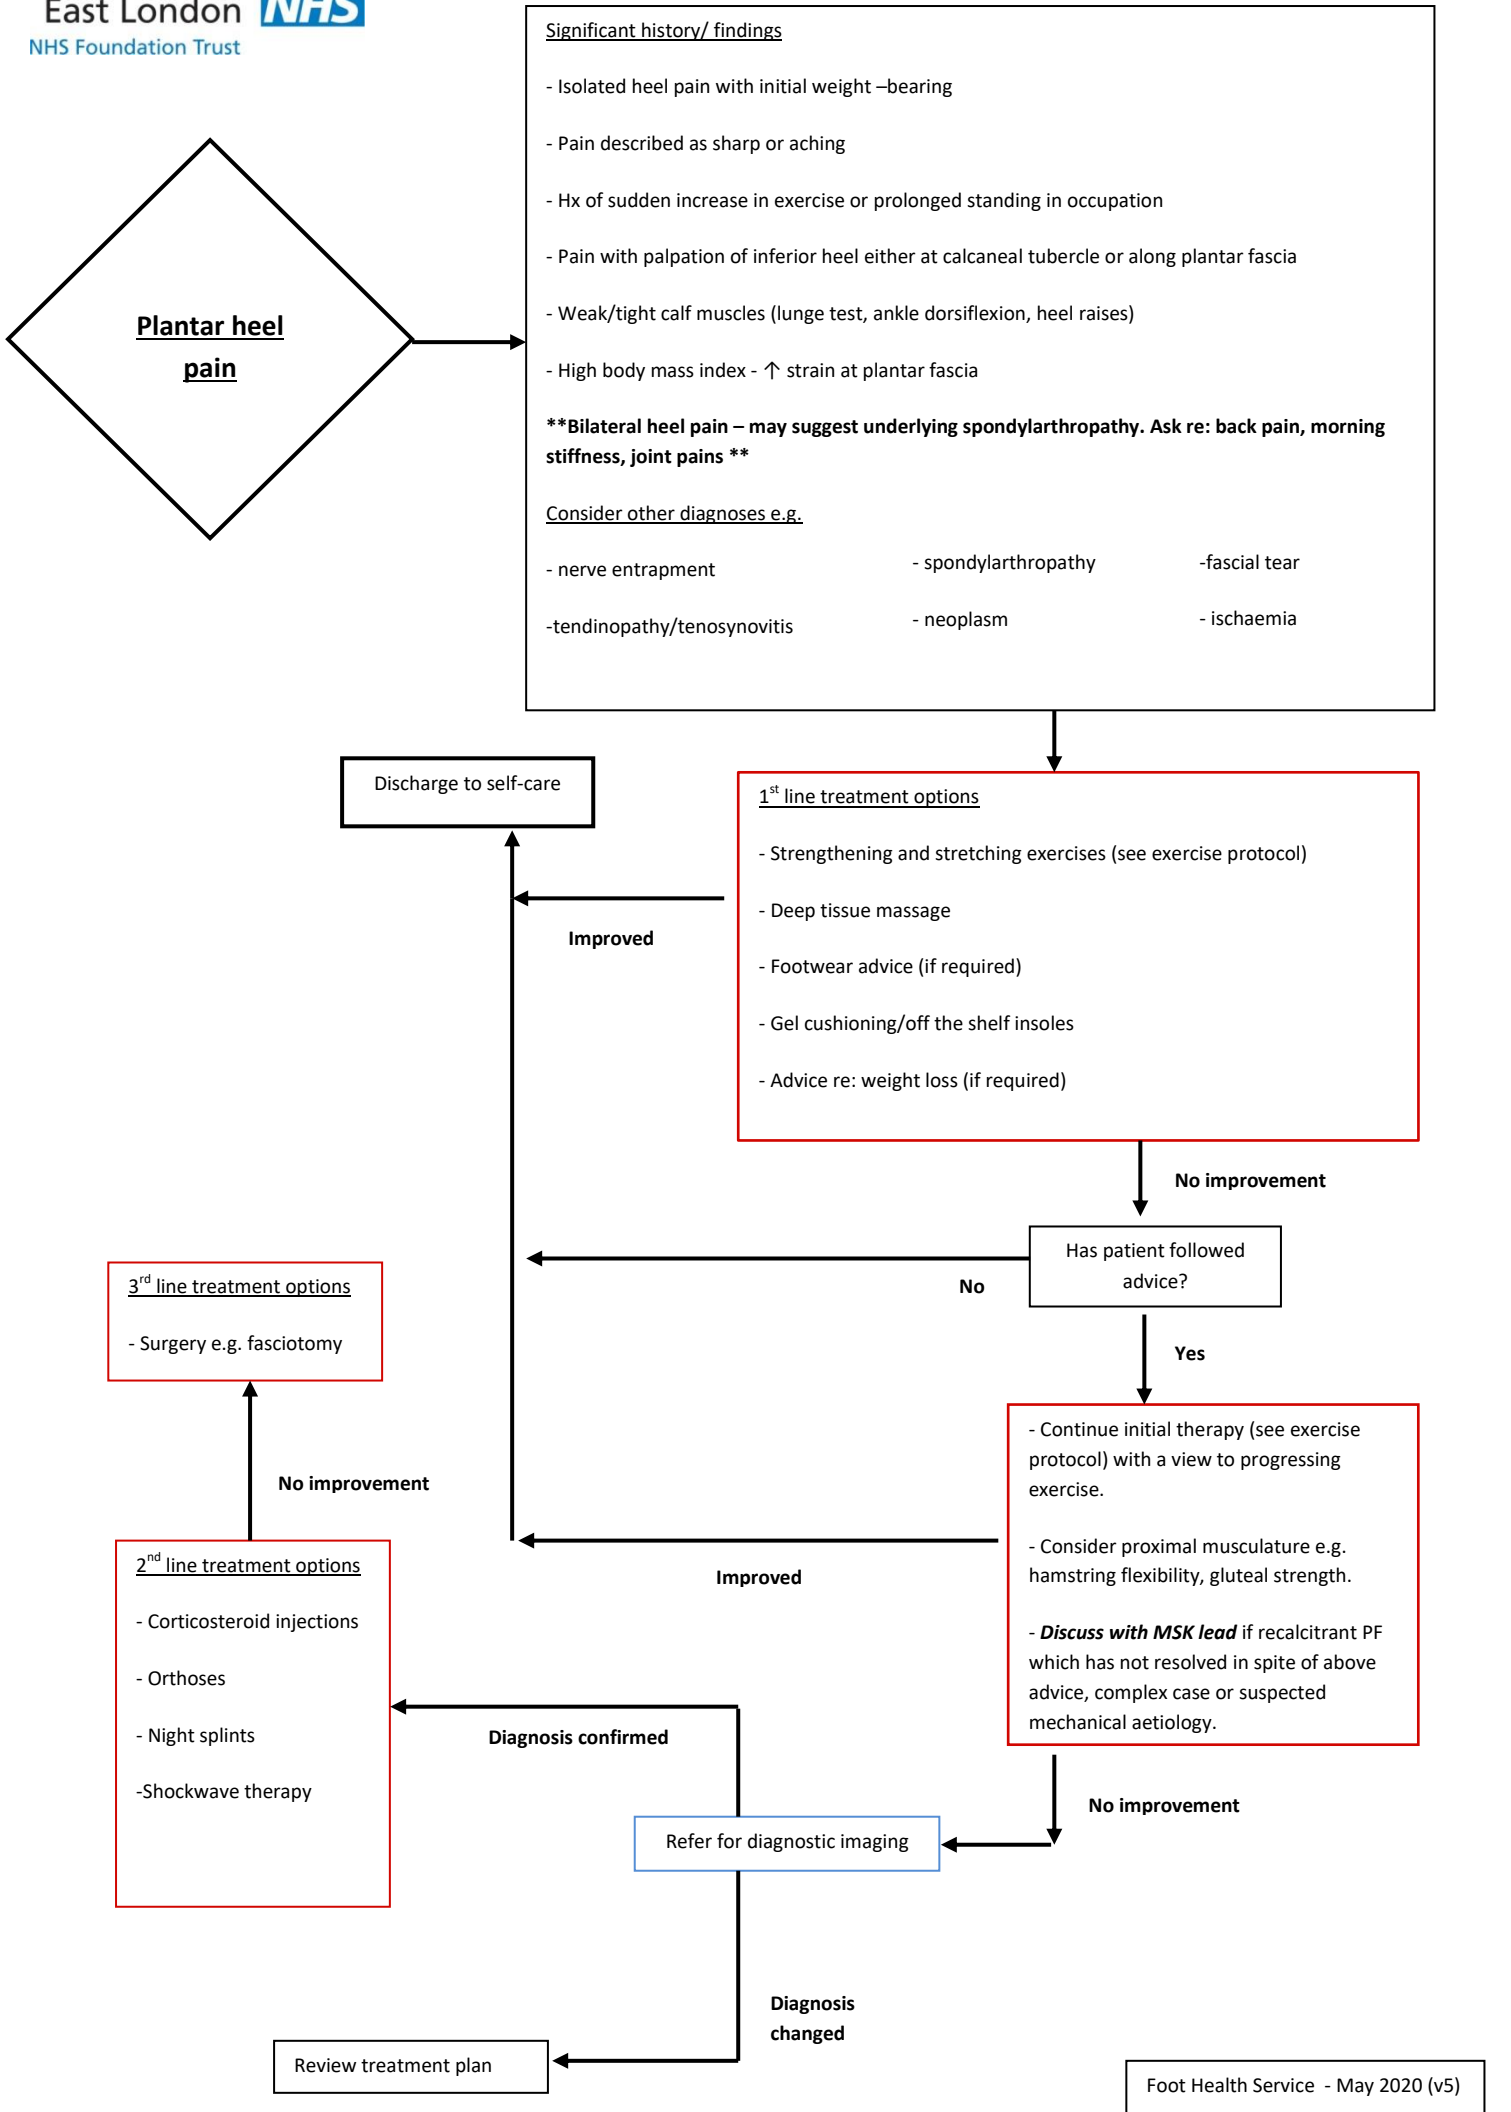 East London NHS
NHS Foundation Trust
Significant history/ findings
- Isolated heel pain with initial weight –bearing
- Pain described as sharp or aching
- Hx of sudden increase in exercise or prolonged standing in occupation
- Pain with palpation of inferior heel either at calcaneal tubercle or along plantar fascia
- Weak/tight calf muscles (lunge test, ankle dorsiflexion, heel raises)
- High body mass index - ↑ strain at plantar fascia
**Bilateral heel pain – may suggest underlying spondylarthropathy. Ask re: back pain, morning
stiffness, joint pains **
Consider other diagnoses e.g.
- nerve entrapment
- spondylarthropathy
-fascial tear
-tendinopathy/tenosynovitis
- neoplasm
- ischaemia
Plantar heel
pain
Discharge to self-care
1st line treatment options
- Strengthening and stretching exercises (see exercise protocol)
- Deep tissue massage
- Footwear advice (if required)
- Gel cushioning/off the shelf insoles
- Advice re: weight loss (if required)
Improved
No improvement
Has patient followed
advice?
No
Yes
- Continue initial therapy (see exercise
protocol) with a view to progressing
exercise.
- Consider proximal musculature e.g.
hamstring flexibility, gluteal strength.
- Discuss with MSK lead if recalcitrant PF
which has not resolved in spite of above
advice, complex case or suspected
mechanical aetiology.
Improved
No improvement
Refer for diagnostic imaging
Diagnosis confirmed
2nd line treatment options
- Corticosteroid injections
- Orthoses
- Night splints
-Shockwave therapy
No improvement
3rd line treatment options
- Surgery e.g. fasciotomy
Diagnosis
changed
Review treatment plan
Foot Health Service - May 2020 (v5)